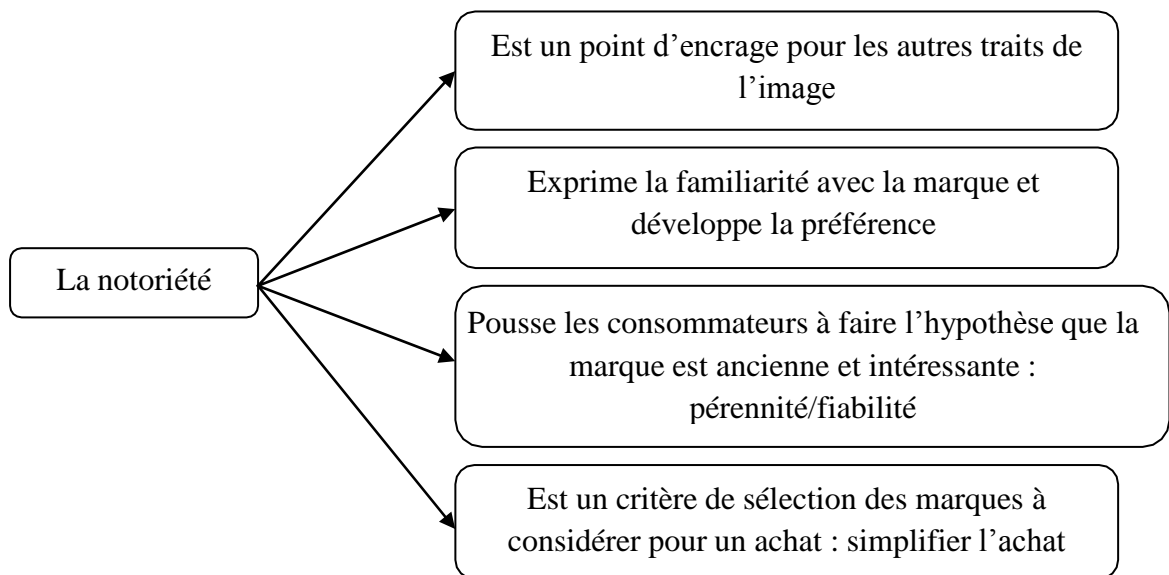 Est un point d’encrage pour les autres traits de
l’image
Exprime la familiarité avec la marque et
développe la préférence
La notoriété
Pousse les consommateurs à faire l’hypothèse que la
marque est ancienne et intéressante :
pérennité/fiabilité
Est un critère de sélection des marques à
considérer pour un achat : simplifier l’achat